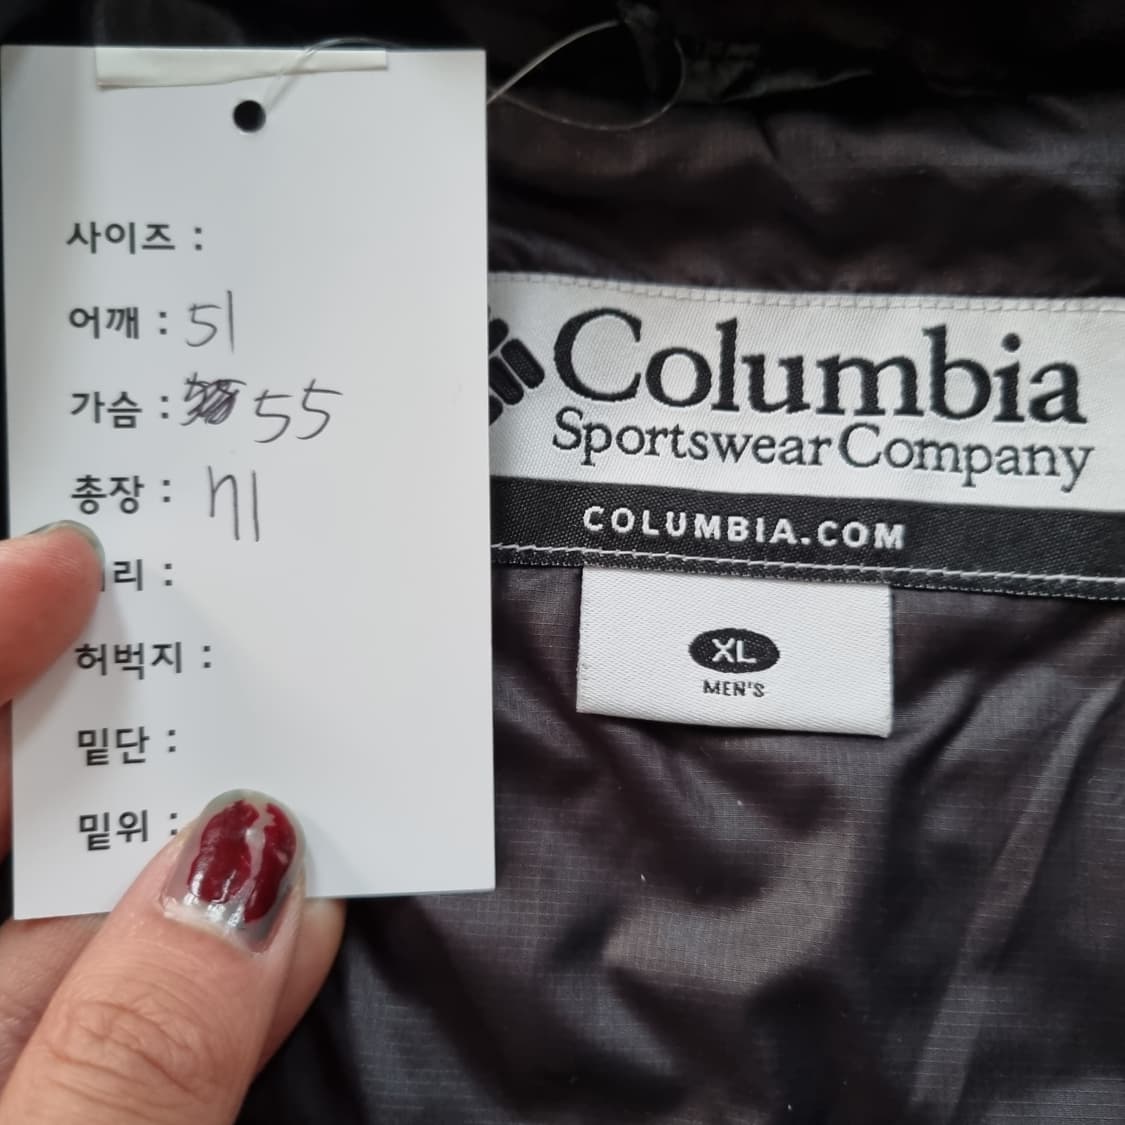 사이즈 :
어깨 : 51
가슴 : 55
총장 : 71
리 :
허벅지 :
밑단 :
밑위 :
Columbia
Sportswear Company
COLUMBIA.COM
XL
MEN'S